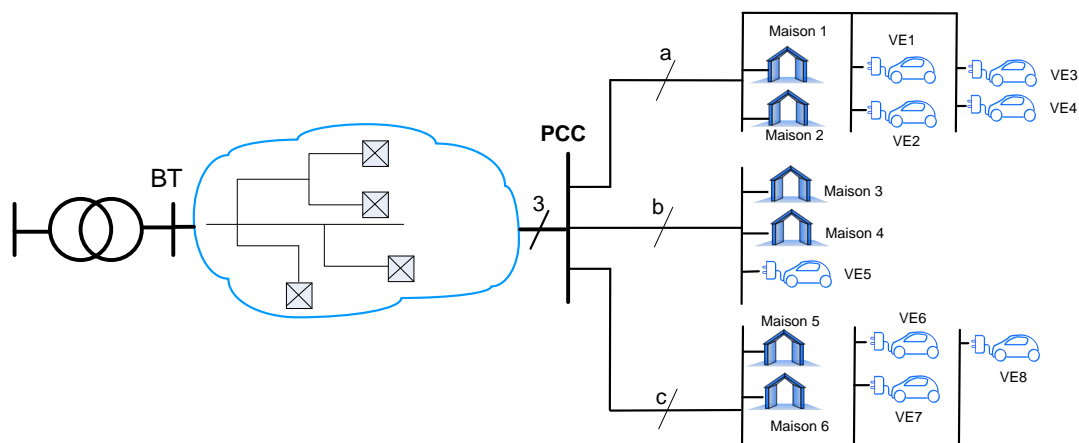 BT
3
PCC
a
Maison 1
Maison 2
VE1
VE2
VE3
VE4
b
Maison 3
Maison 4
VE5
c
Maison 5
Maison 6
VE6
VE7
VE8